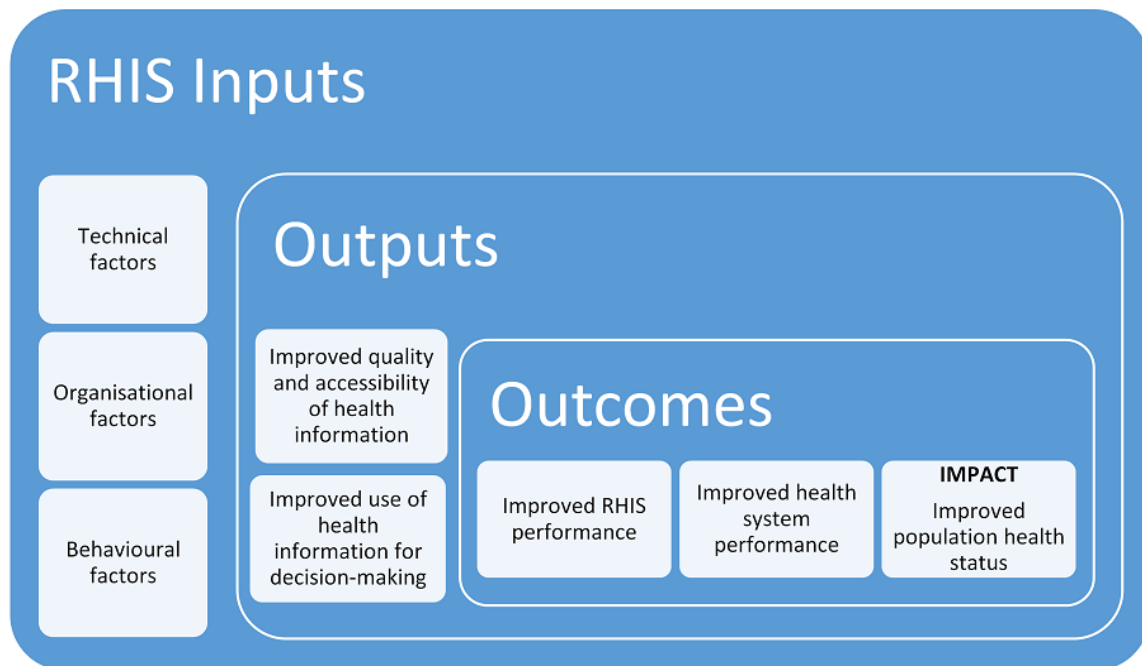 RHIS Inputs
Technical
factors
Organisational
factors
Behavioural
factors
Outputs
Improved quality
and accessibility
of health
information
Improved use of
health
information for
decision-making
Outcomes
Improved RHIS
performance
Improved health
system
performance
IMPACT
Improved
population health
status